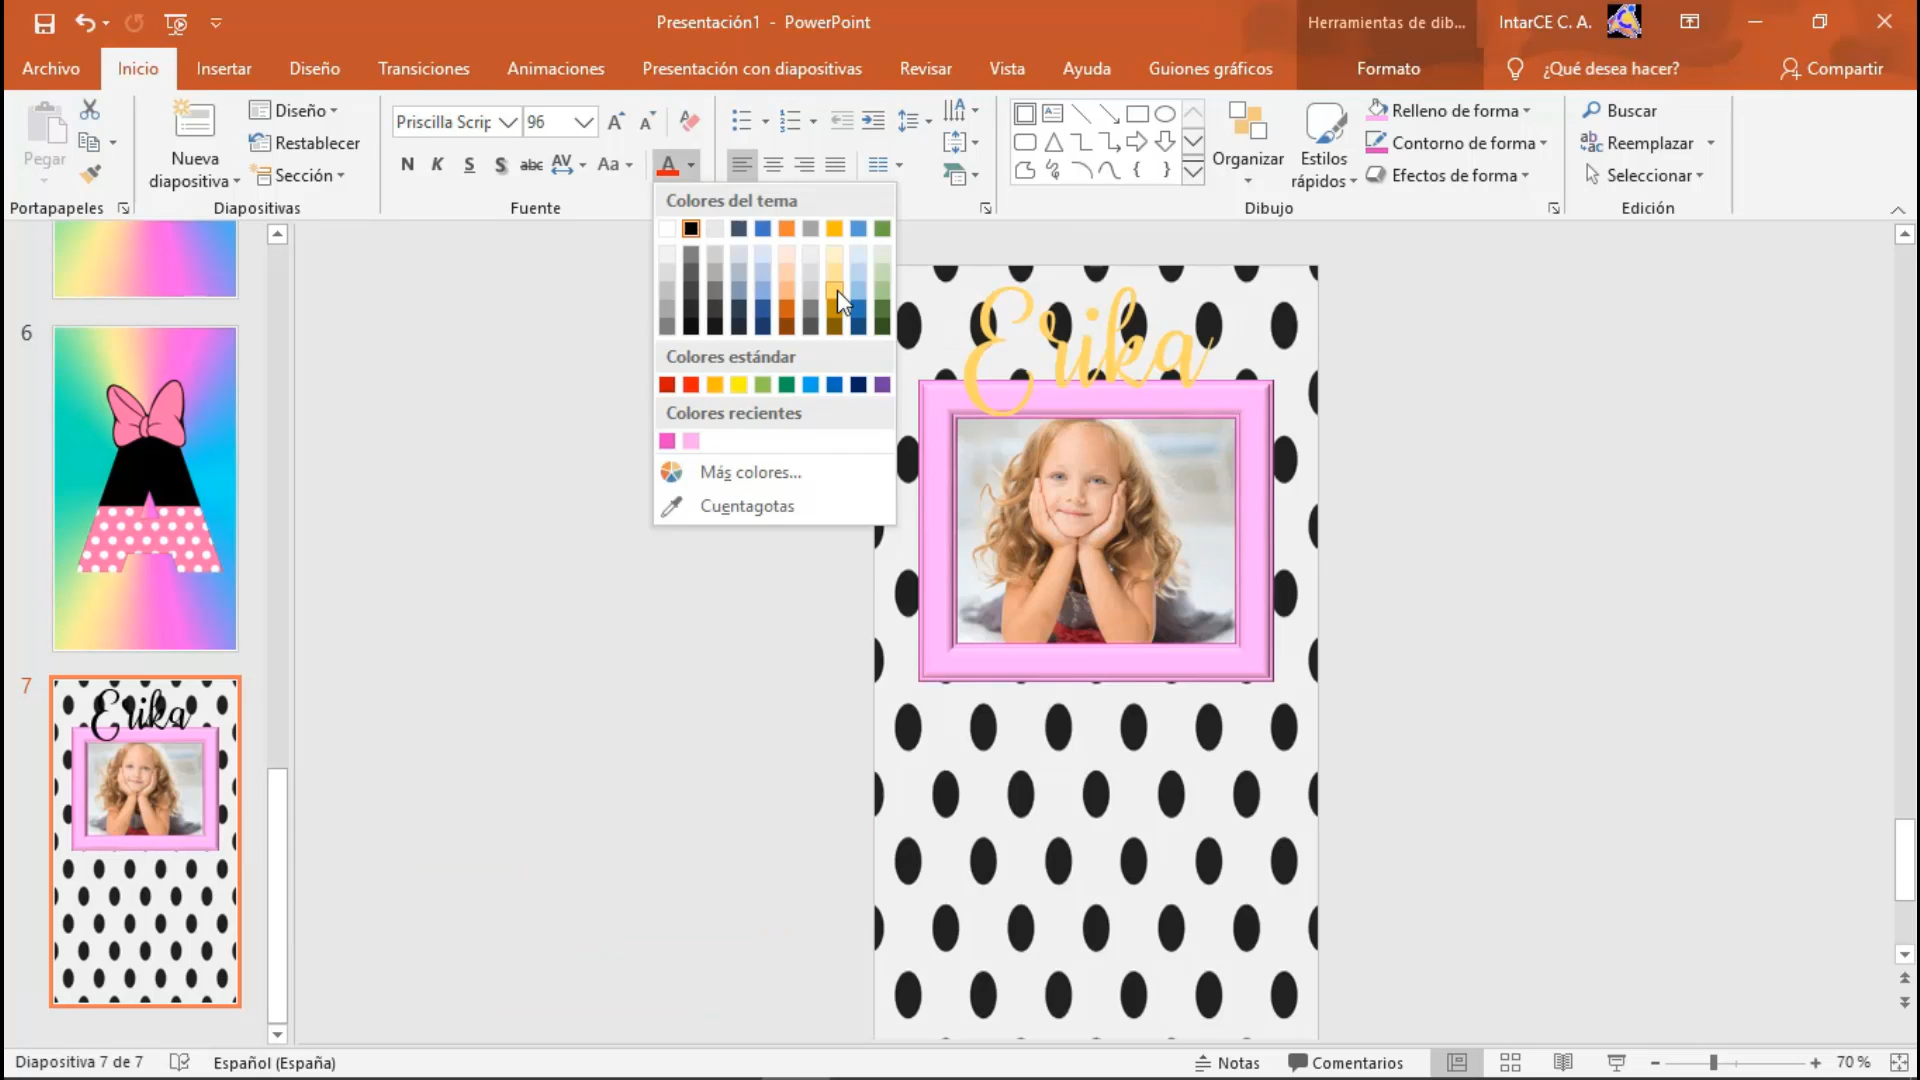 Presentación1 - PowerPoint
Herramientas de dib...
IntarCE C. A.
Archivo
Inicio
Insertar
Diseño
Transiciones
Animaciones
Presentación con diapositivas
Revisar
Vista
Ayuda
Guiones gráficos
Formato
¿Qué desea hacer?
Compartir
Pegar
Nueva
diapositiva
Diseño
Restablecer
Sección
Priscilla Scrip
96
N K S S abc AV Aa A
Organizar
Estilos
rápidos
Relleno de forma
Contorno de forma
Efectos de forma
Buscar
Reemplazar
Seleccionar
Portapapeles
Diapositivas
Fuente
Dibujo
Edición
Colores del tema
Colores estándar
Colores recientes
Más colores...
Cuentagotas
6
7
Erika
Erika
Diapositiva 7 de 7
Español (España)
Notas
Comentarios
70 %